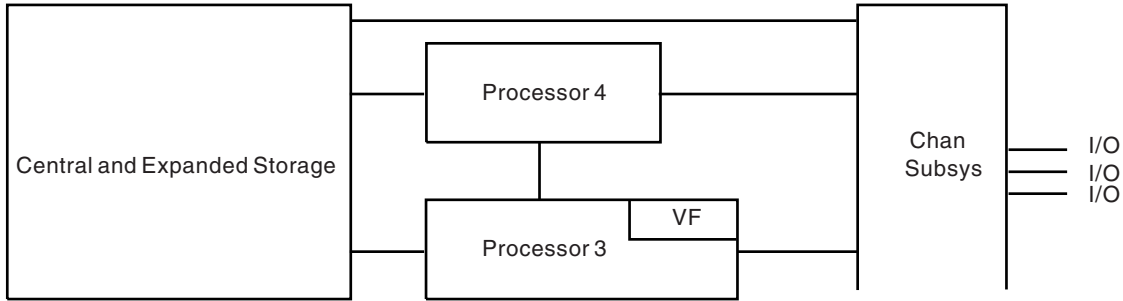 Processor 4
Central and Expanded Storage
Chan
Subsys
I/O
I/O
I/O
VF
Processor 3